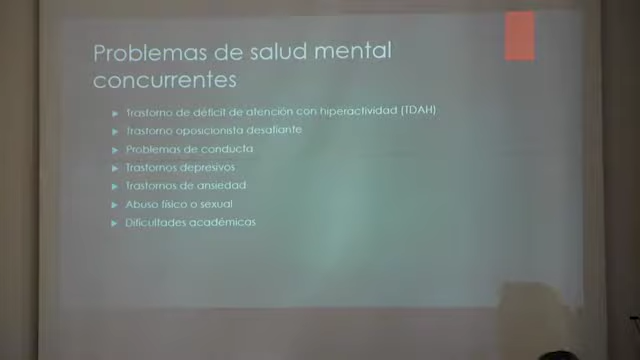 Problemas de salud mental
concurrentes
Trastorno de déficit de atención con hiperactividad (TDAH)
Trastorno oposicionista desafiante
Problemas de conducta
Trastornos depresivos
Trastornos de ansiedad
Abuso físico o sexual
Dificultades académicas